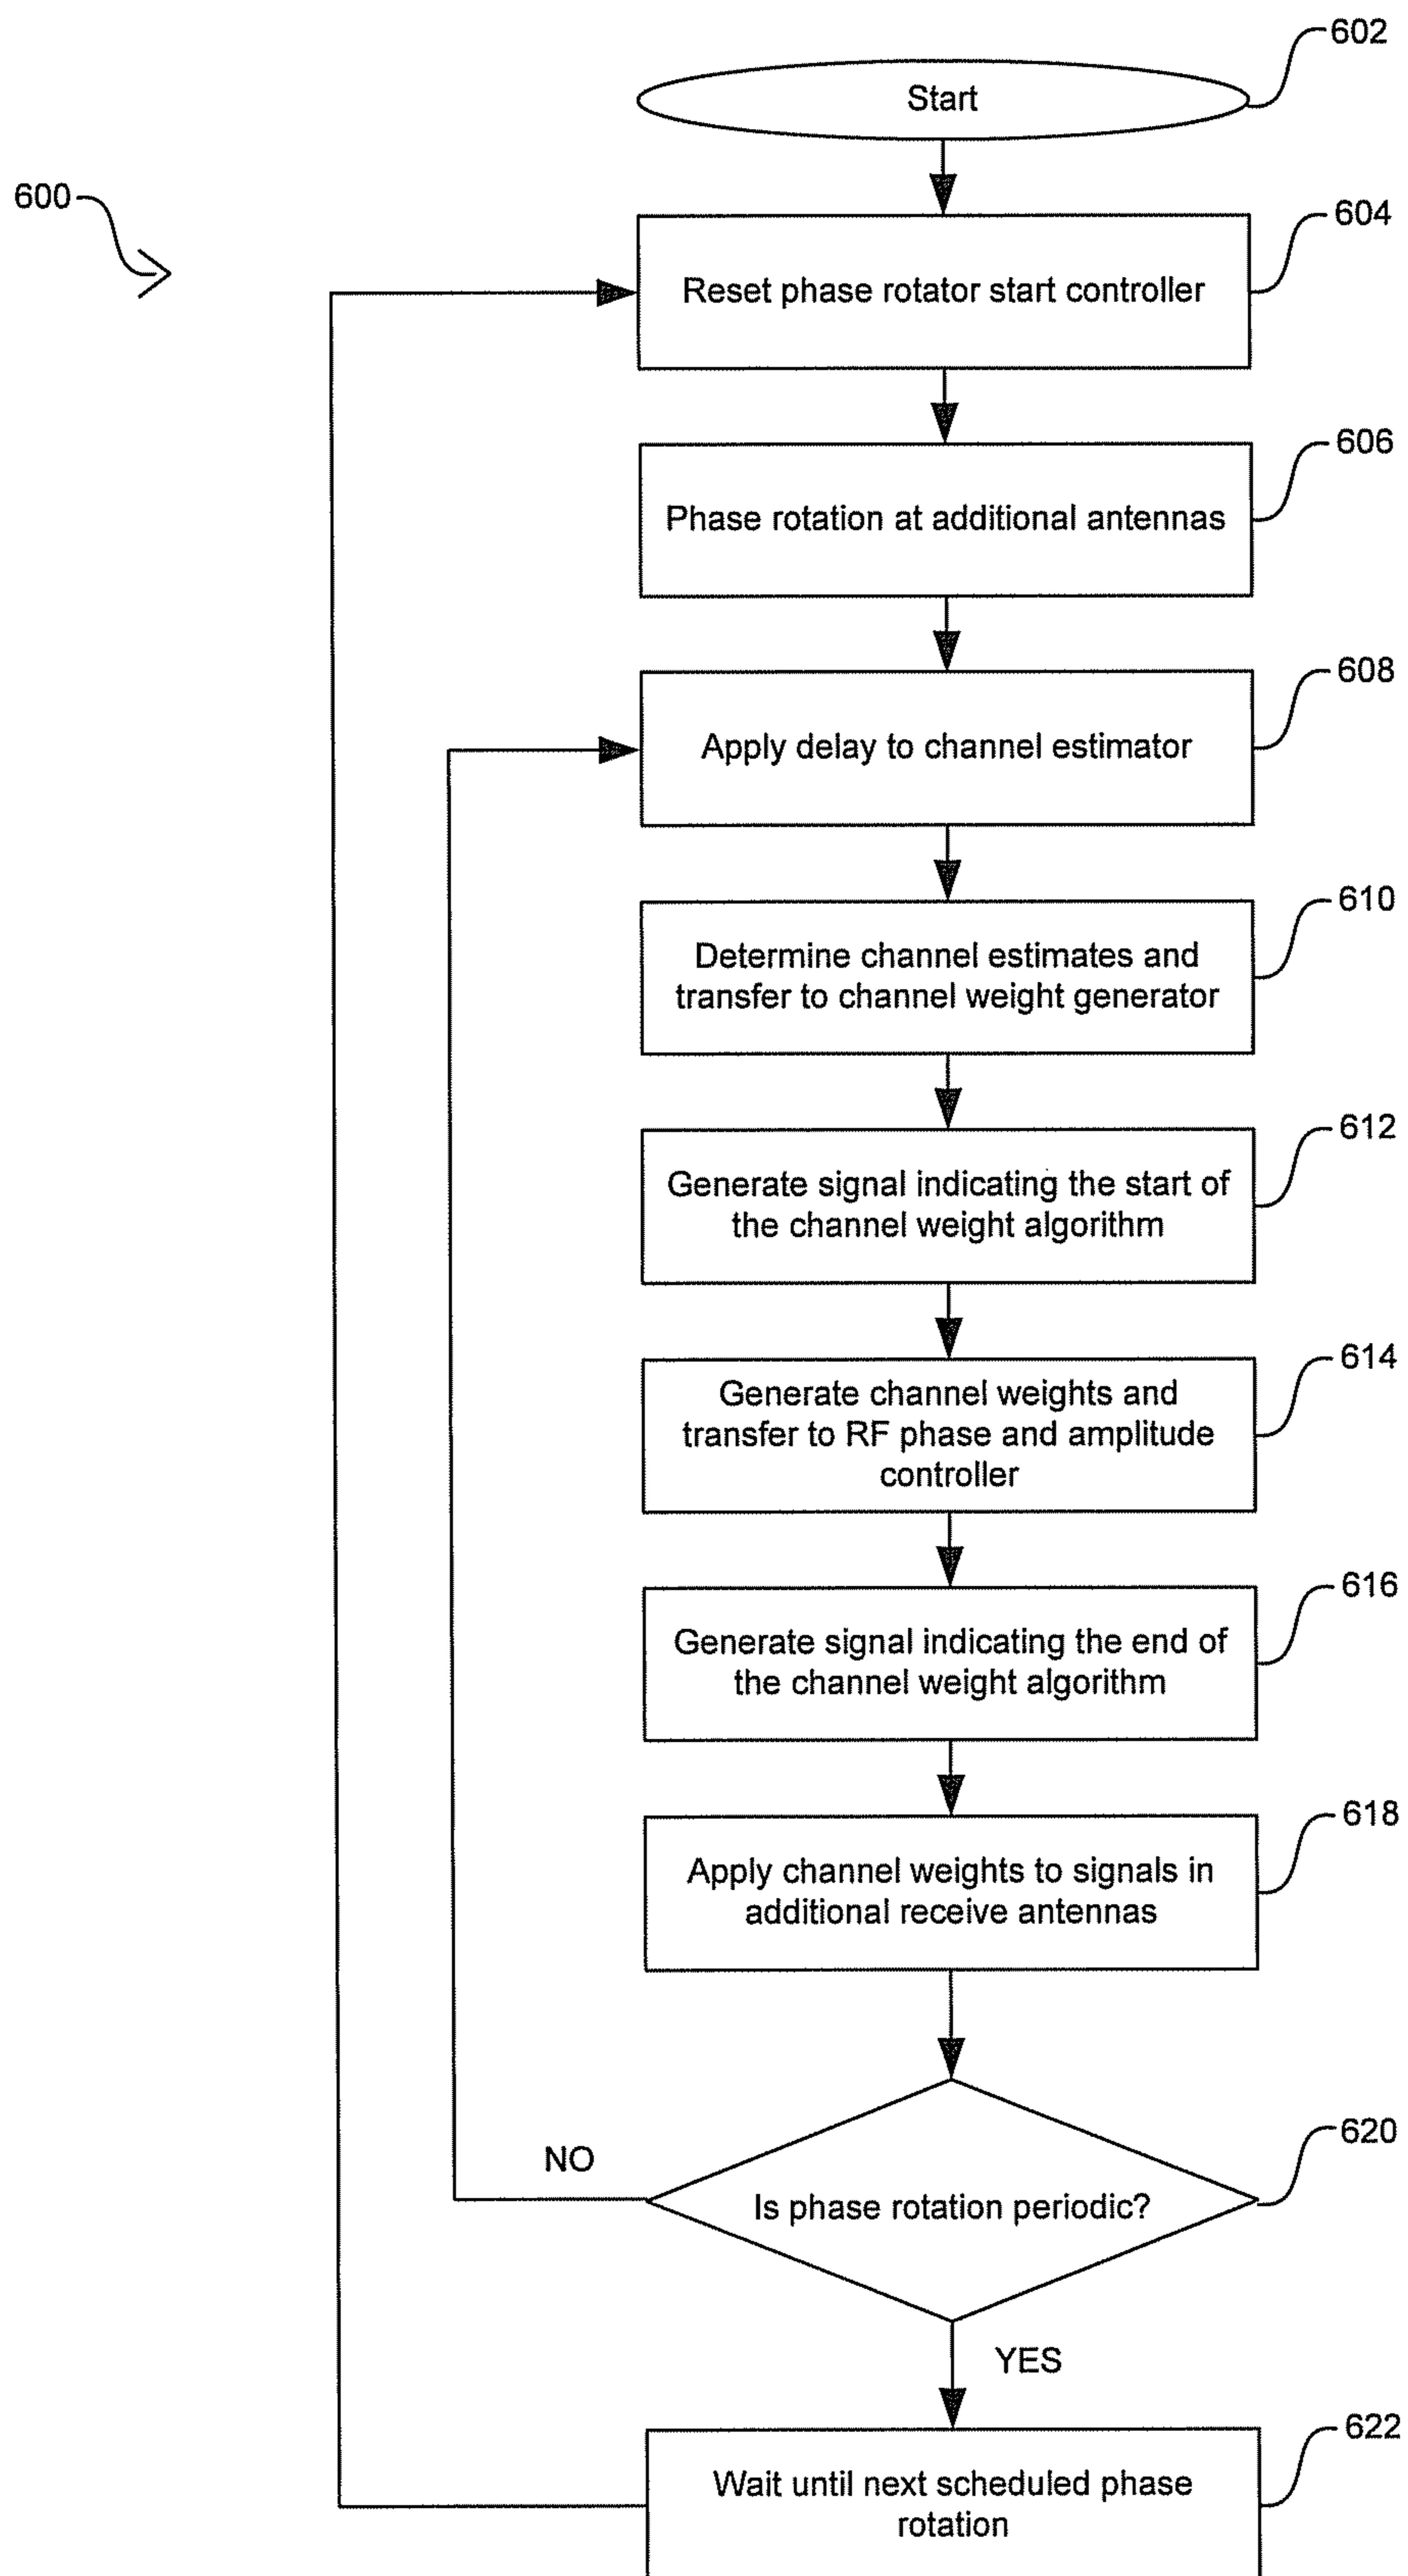 602
Start
600
604
Reset phase rotator start controller
606
Phase rotation at additional antennas
608
Apply delay to channel estimator
610
Determine channel estimates and
transfer to channel weight generator
612
Generate signal indicating the start of
the channel weight algorithm
614
Generate channel weights and
transfer to RF phase and amplitude
controller
616
Generate signal indicating the end of
the channel weight algorithm
618
Apply channel weights to signals in
additional receive antennas
620
NO
Is phase rotation periodic?
YES
622
Wait until next scheduled phase
rotation